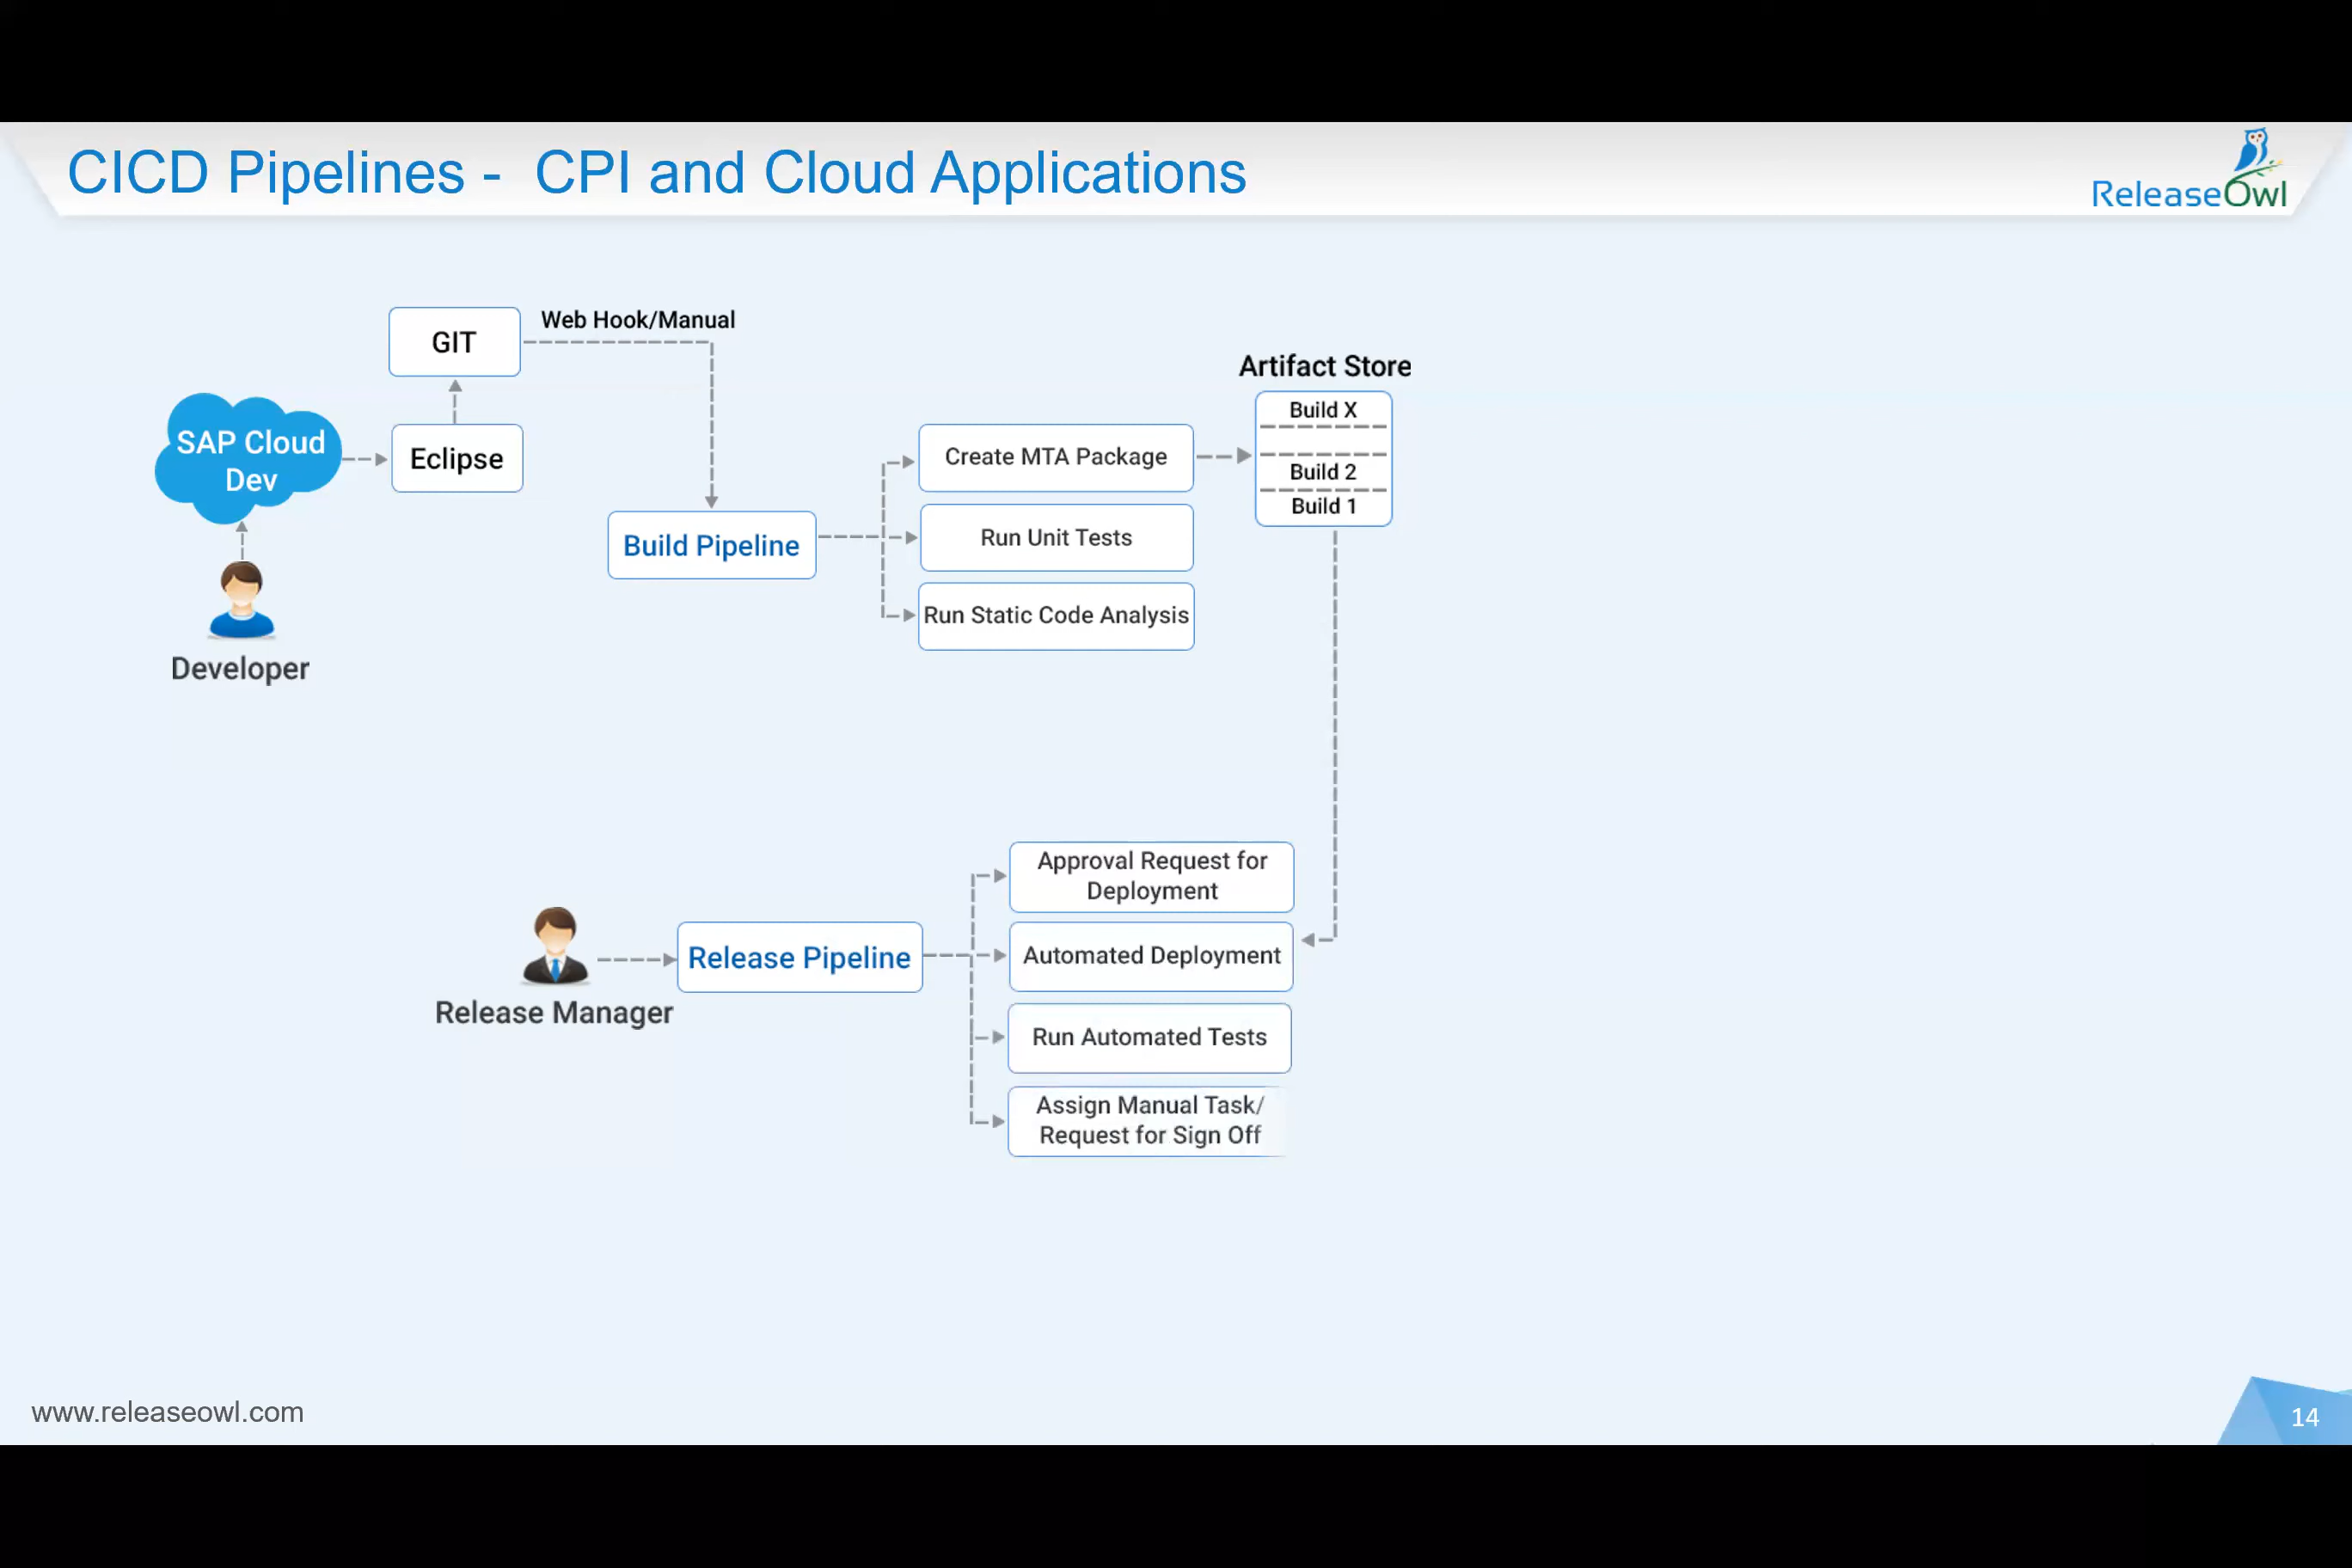 CICD Pipelines - CPI and Cloud Applications
ReleaseOwl
GIT
Web Hook/Manual
SAP Cloud
Dev
Eclipse
Developer
Build Pipeline
Create MTA Package
Run Unit Tests
Run Static Code Analysis
Artifact Store
Build X
Build 2
Build 1
Release Manager
Release Pipeline
Approval Request for
Deployment
Automated Deployment
Run Automated Tests
Assign Manual Task/
Request for Sign Off
www.releaseowl.com
14